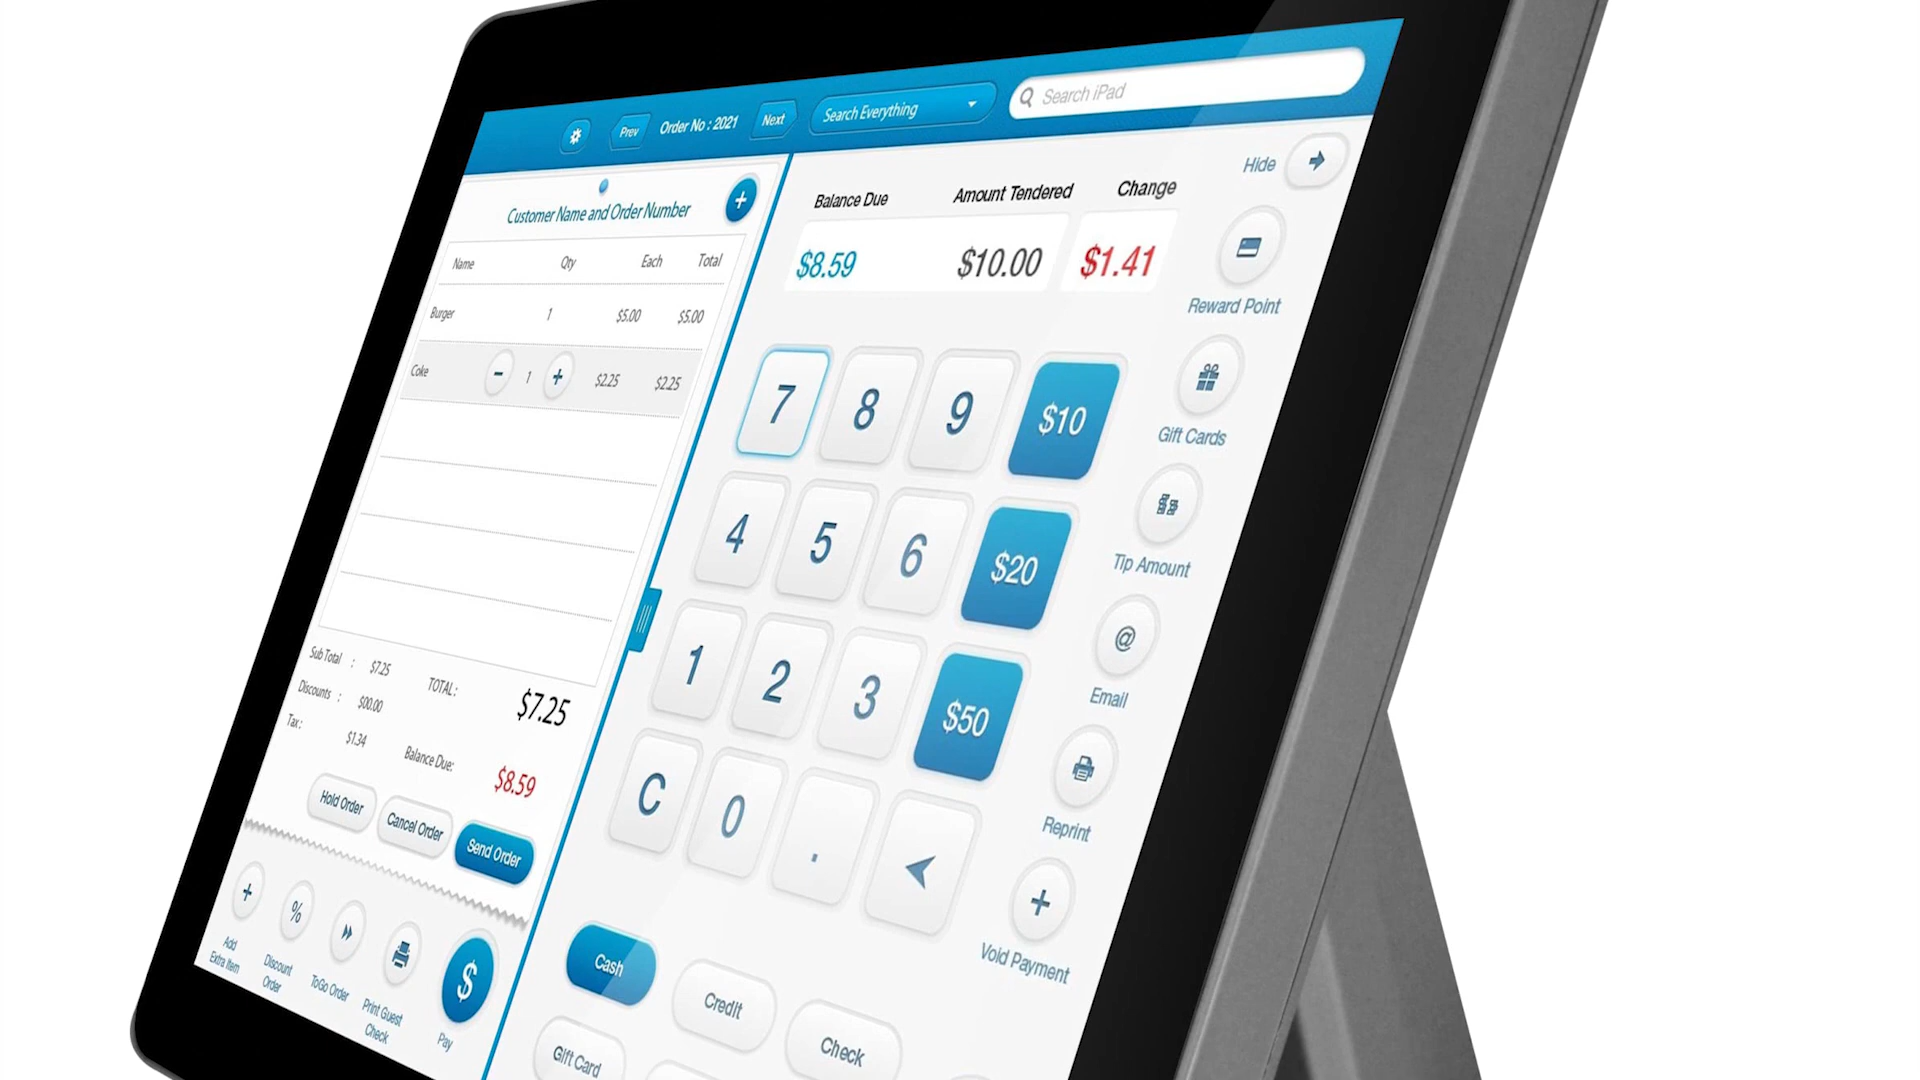 Prev
Order No : 2021
Next
Search Everything
Search iPad
Customer Name and Order Number
+
Name Qty Each Total
Burger 1 $5.00 $5.00
Coke − 1 + $2.25 $2.25
Sub Total : $7.25
Discounts : $00.00
Tax : $1.34
TOTAL : $7.25
Balance Due: $8.59
Hold Order
Cancel Order
Send Order
+
Add
Extra Item
%
Discount
Order
ToGo Order
Print Guest
Check
$
Pay
Balance Due Amount Tendered Change
$8.59 $10.00 $1.41
7 8 9 $10
4 5 6 $20
1 2 3 $50
C 0 .
Cash
Credit
Check
Gift Card
Hide
Reward Point
Gift Cards
Tip Amount
@
Email
Reprint
+
Void Payment